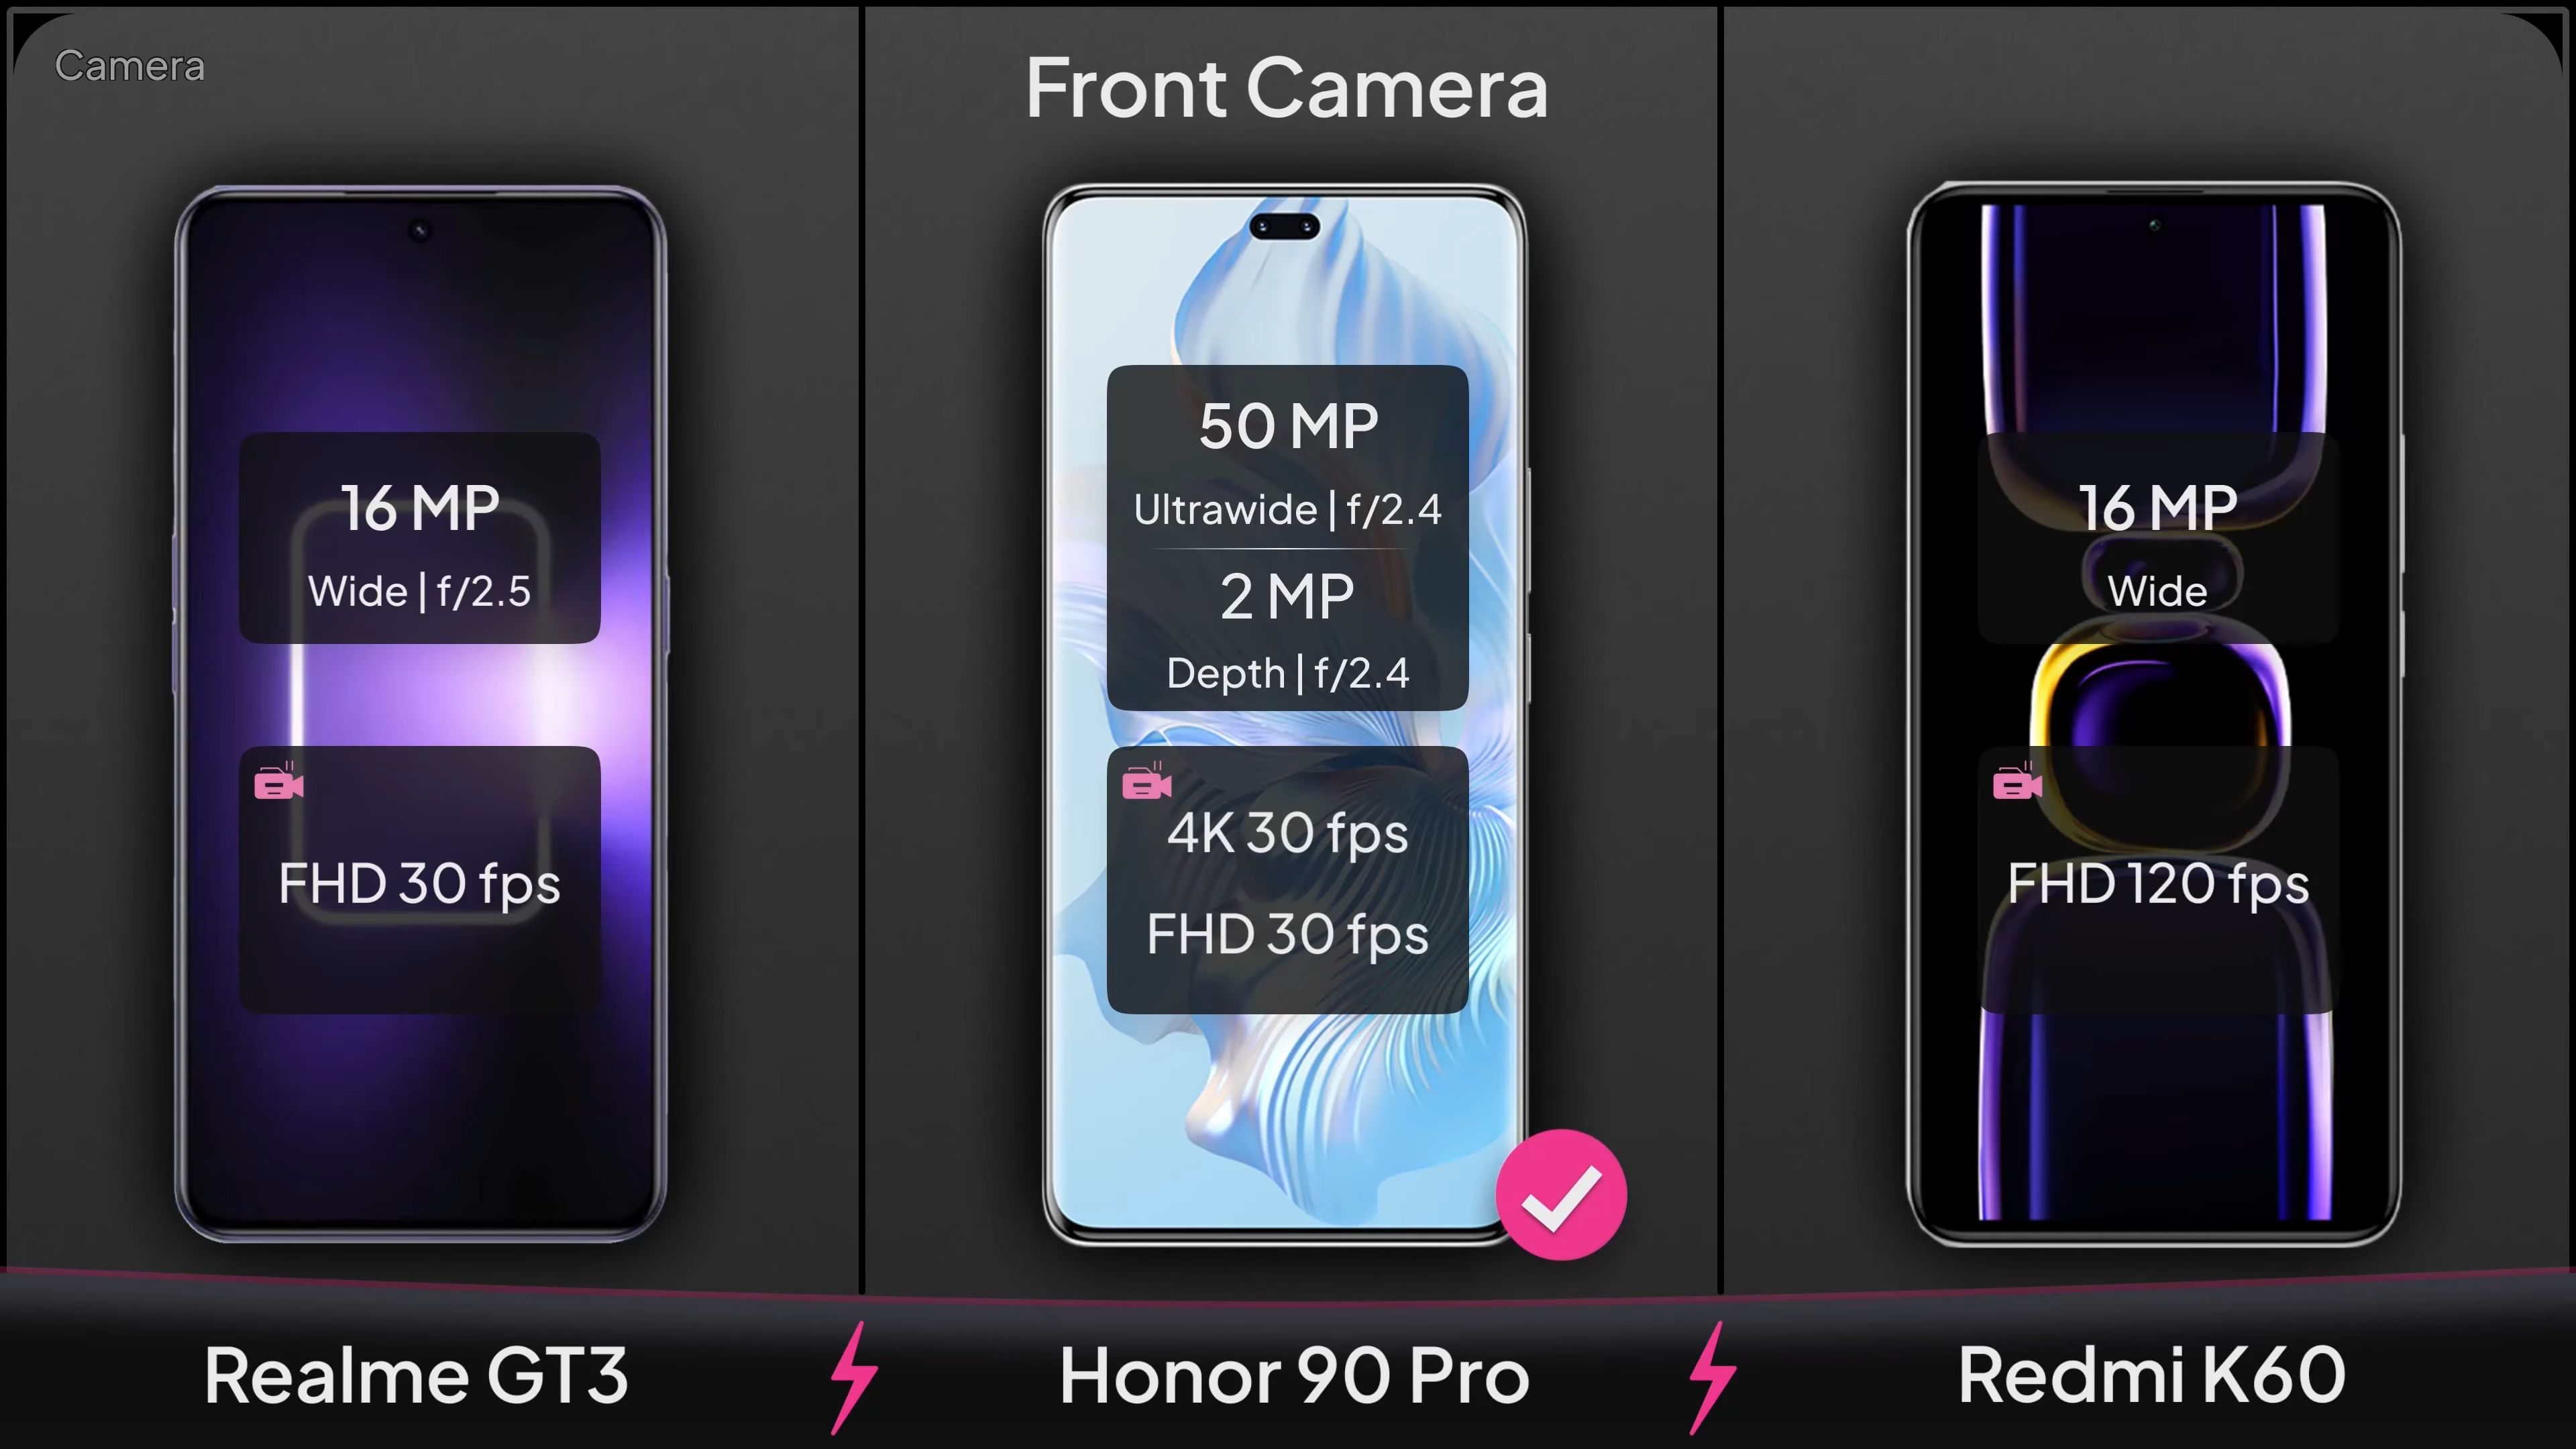 Camera
Front Camera
16 MP
Wide | f/2.5
FHD 30 fps
50 MP
Ultrawide | f/2.4
2 MP
Depth | f/2.4
4K 30 fps
FHD 30 fps
16 MP
Wide
FHD 120 fps
Realme GT3
Honor 90 Pro
Redmi K60